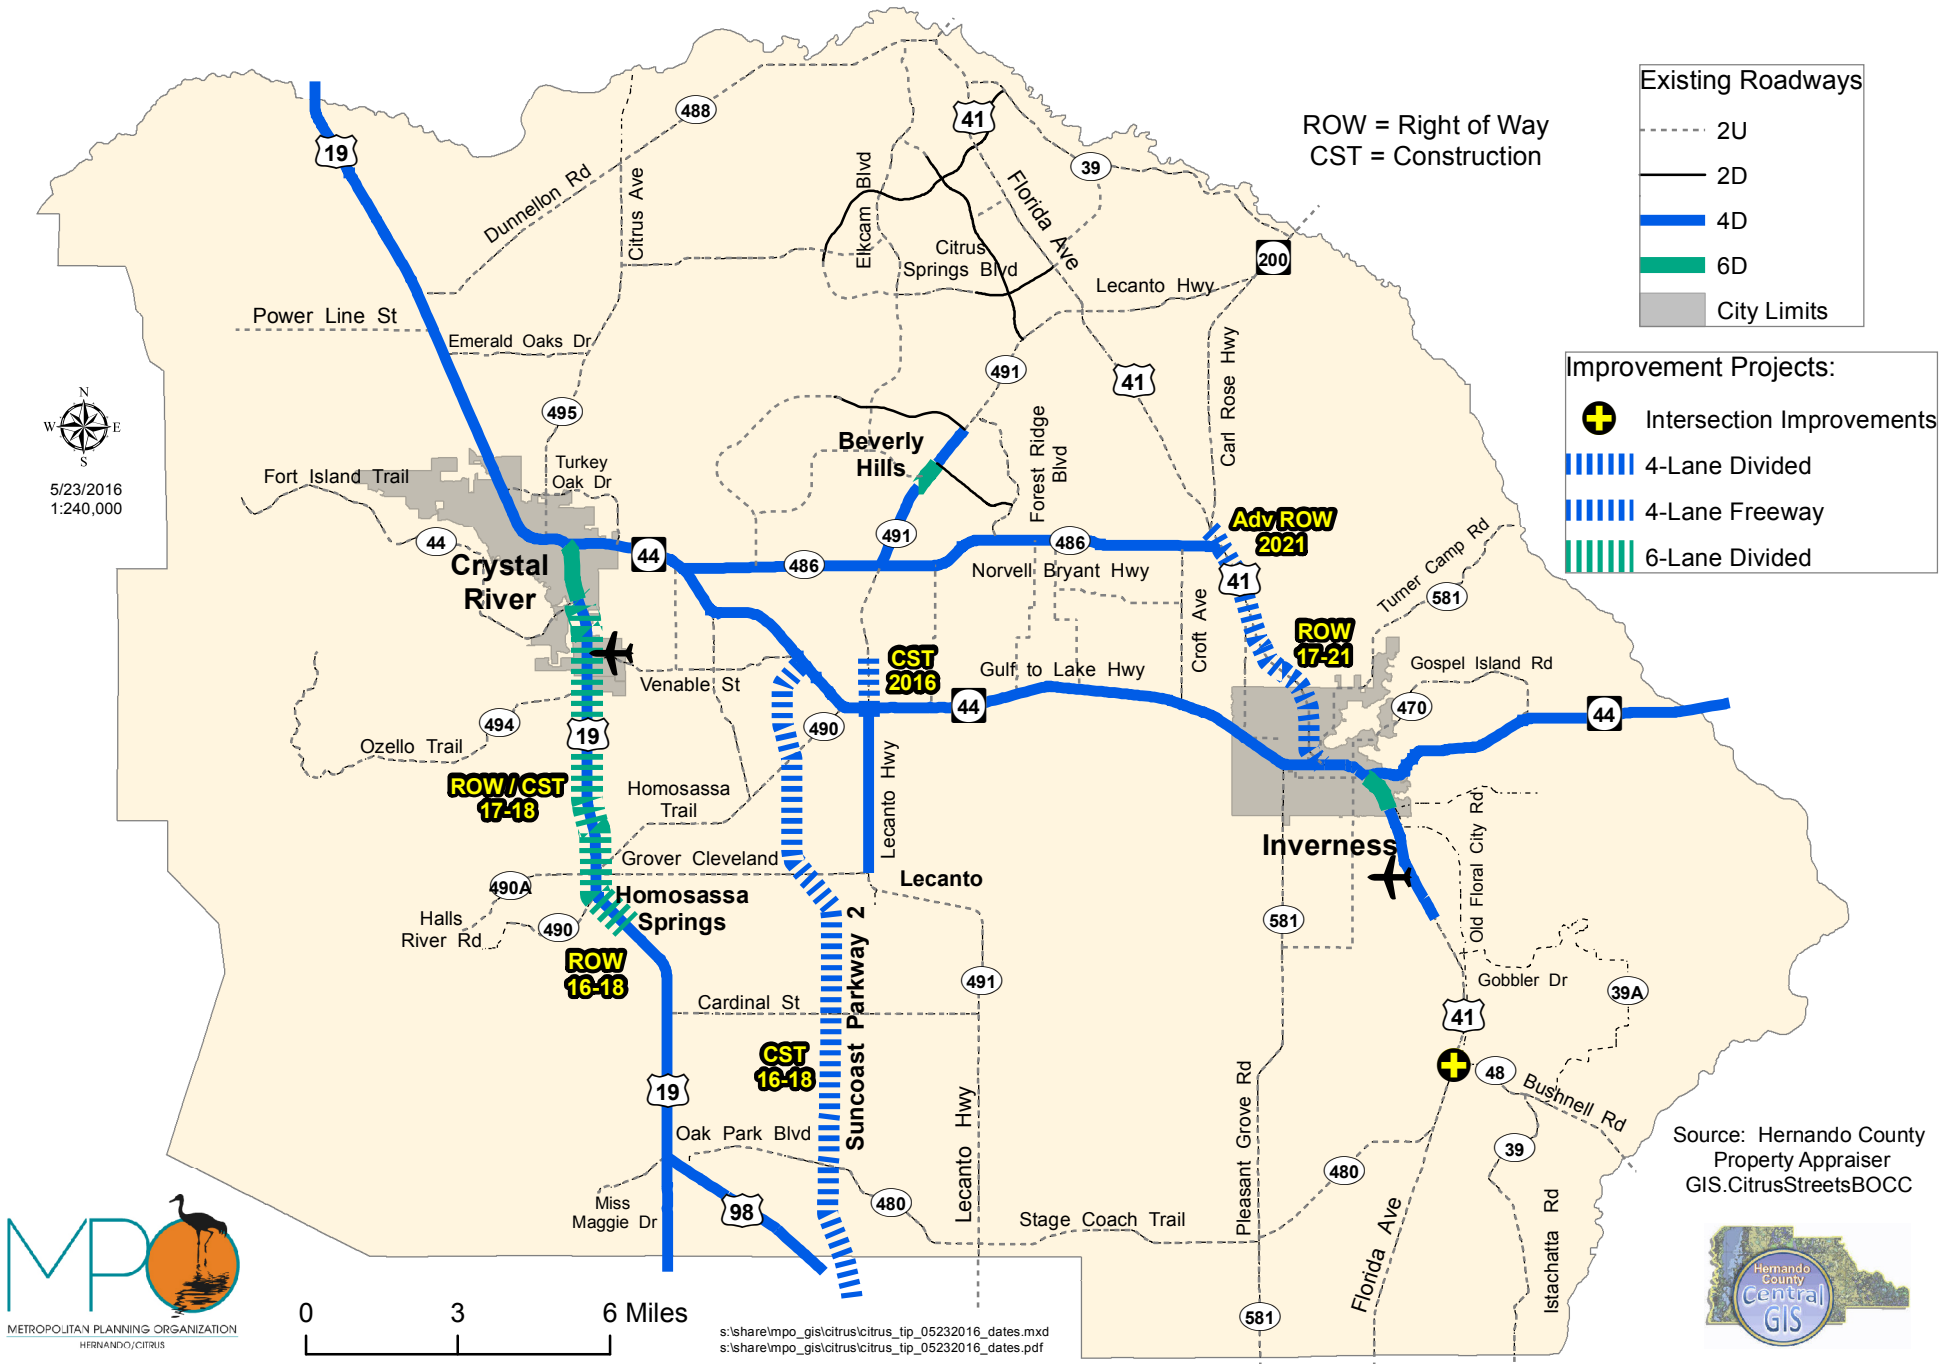 Existing Roadways
2U
2D
4D
6D
City Limits
Improvement Projects:
Intersection Improvements
4-Lane Divided
4-Lane Freeway
6-Lane Divided
ROW = Right of Way
CST = Construction
19
488
41
39
Dunnellon Rd
Citrus Ave
Elkcam Blvd
Florida Ave
Citrus
Springs Blvd
200
Lecanto Hwy
Power Line St
Emerald Oaks Dr
491
41
Carl Rose Hwy
495
N
W
E
S
5/23/2016
1:240,000
Beverly
Hills
Forest Ridge
Blvd
Fort Island Trail
Turkey
Oak Dr
44
44
491
486
486
Adv ROW
2021
Norvell Bryant Hwy
Crystal
River
41
Turner Camp Rd
581
Croft Ave
ROW
17-21
CST
2016
Gulf to Lake Hwy
Gospel Island Rd
Venable St
44
470
44
494
19
490
Ozello Trail
Lecanto Hwy
ROW / CST
17-18
Homosassa
Trail
Old Floral City Rd
Inverness
Grover Cleveland
490A
Lecanto
Homosassa
Springs
Halls
River Rd
490
581
ROW
16-18
Suncoast Parkway 2
491
Gobbler Dr
39A
Cardinal St
41
CST
16-18
48
Bushnell Rd
19
Pleasant Grove Rd
Lecanto Hwy
Oak Park Blvd
39
480
Source: Hernando County
Property Appraiser
GIS.CitrusStreetsBOCC
Miss
Maggie Dr
98
480
Stage Coach Trail
Florida Ave
Istachatta Rd
581
MPO
METROPOLITAN PLANNING ORGANIZATION
HERNANDO/CITRUS
0 3 6 Miles
s:\share\mpo_gis\citrus\citrus_tip_05232016_dates.mxd
s:\share\mpo_gis\citrus\citrus_tip_05232016_dates.pdf
Hernando
County
Central
GIS